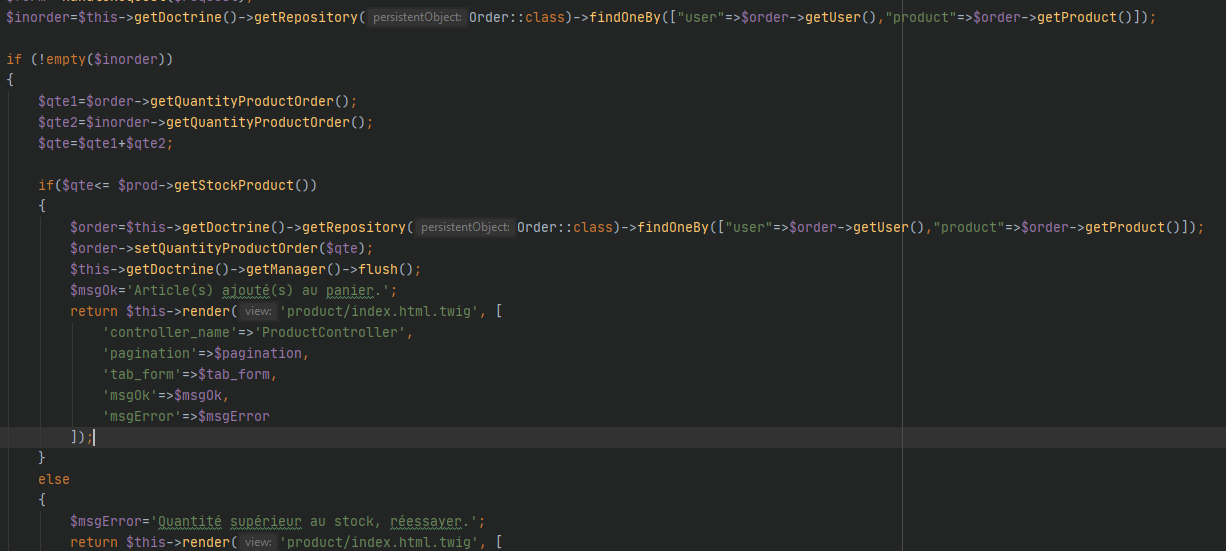 $inorder=$this->getDoctrine()->getRepository( persistentObject: Order::class)->findOneBy(["user"=>$order->getUser(),"product"=>$order->getProduct()]);
if (!empty($inorder))
{
$qte1=$order->getQuantityProductOrder();
$qte2=$inorder->getQuantityProductOrder();
$qte=$qte1+$qte2;
if($qte<= $prod->getStockProduct())
{
$order=$this->getDoctrine()->getRepository( persistentObject: Order::class)->findOneBy(["user"=>$order->getUser(),"product"=>$order->getProduct()]);
$order->setQuantityProductOrder($qte);
$this->getDoctrine()->getManager()->flush();
$msgOk='Article(s) ajouté(s) au panier.';
return $this->render( view: 'product/index.html.twig', [
'controller_name'=>'ProductController',
'pagination'=>$pagination,
'tab_form'=>$tab_form,
'msgOk'=>$msgOk,
'msgError'=>$msgError
]);
}
else
{
$msgError='Quantité supérieur au stock, réessayer.';
return $this->render( view: 'product/index.html.twig', [